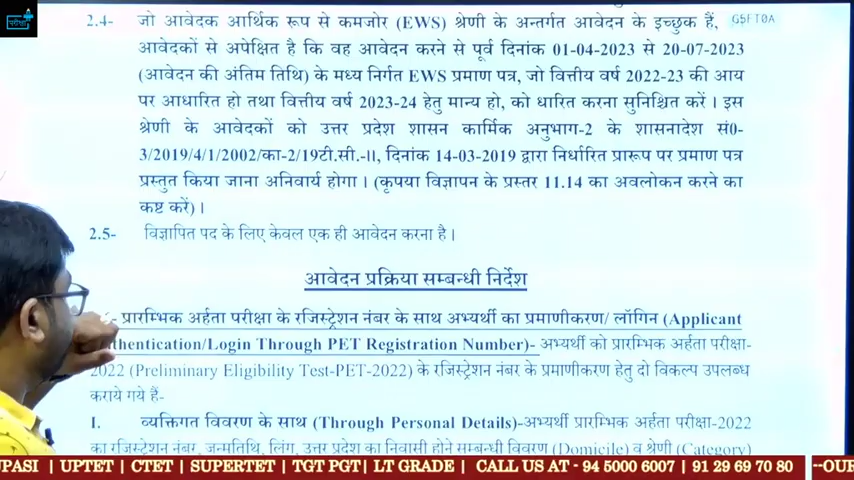 परीक्षा
2.4- जो आवेदक आर्थिक रूप से कमजोर (EWS) श्रेणी के अन्तर्गत आवेदन के इच्छुक हैं, G5FT0A
आवेदकों से अपेक्षित है कि वह आवेदन करने से पूर्व दिनांक 01-04-2023 से 20-07-2023
(आवेदन की अंतिम तिथि) के मध्य निर्गत EWS प्रमाण पत्र, जो वित्तीय वर्ष 2022-23 की आय
पर आधारित हो तथा वित्तीय वर्ष 2023-24 हेतु मान्य हो, को धारित करना सुनिश्चित करें। इस
श्रेणी के आवेदकों को उत्तर प्रदेश शासन कार्मिक अनुभाग-2 के शासनादेश सं0-
3/2019/4/1/2002/का-2/19टी.सी.-II, दिनांक 14-03-2019 द्वारा निर्धारित प्रारूप पर प्रमाण पत्र
प्रस्तुत किया जाना अनिवार्य होगा। (कृपया विज्ञापन के प्रस्तर 11.14 का अवलोकन करने का
कष्ट करें)।
2.5- विज्ञापित पद के लिए केवल एक ही आवेदन करना है।
आवेदन प्रक्रिया सम्बन्धी निर्देश
- प्रारम्भिक अर्हता परीक्षा के रजिस्ट्रेशन नंबर के साथ अभ्यर्थी का प्रमाणीकरण/ लॉगिन (Applicant
thentication/Login Through PET Registration Number)- अभ्यर्थी को प्रारम्भिक अर्हता परीक्षा-
2022 (Preliminary Eligibility Test-PET-2022) के रजिस्ट्रेशन नंबर के प्रमाणीकरण हेतु दो विकल्प उपलब्ध
कराये गये हैं-
I. व्यक्तिगत विवरण के साथ (Through Personal Details)-अभ्यर्थी प्रारम्भिक अर्हता परीक्षा-2022
का रजिस्ट्रेशन नंबर, जन्मतिथि, लिंग, उत्तर प्रदेश का निवासी होने सम्बन्धी विवरण (Domicile) व श्रेणी (Category)
UPASI | UPTET | CTET | SUPERTET | TGT PGT| LT GRADE | CALL US AT - 94 5000 6007 | 91 29 69 70 80 --OUR